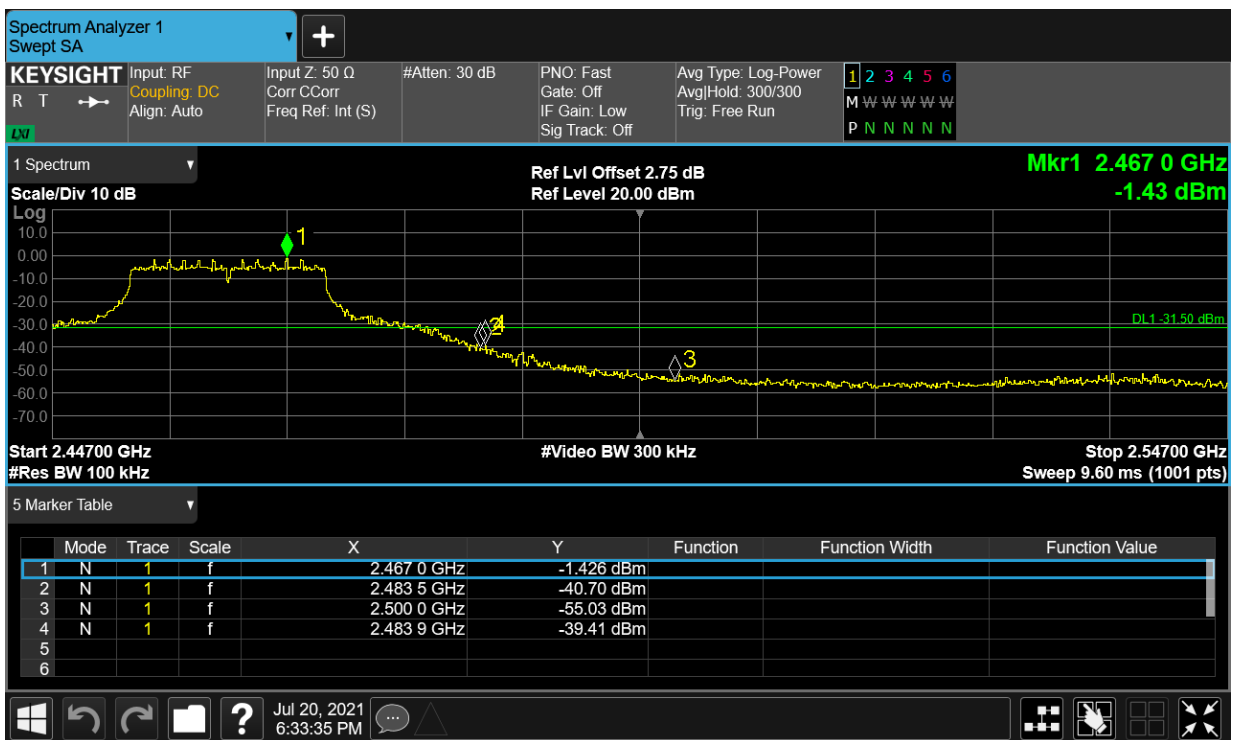 Spectrum Analyzer 1
Swept SA
KEYSIGHT
R T
LXI
Input: RF
Coupling: DC
Align: Auto
Input Z: 50 Ω
Corr CCorr
Freq Ref: Int (S)
#Atten: 30 dB
PNO: Fast
Gate: Off
IF Gain: Low
Sig Track: Off
Avg Type: Log-Power
Avg|Hold: 300/300
Trig: Free Run
1 2 3 4 5 6
M W W W W W
P N N N N N
1 Spectrum
Scale/Div 10 dB
Ref Lvl Offset 2.75 dB
Ref Level 20.00 dBm
Mkr1 2.467 0 GHz
-1.43 dBm
Log
10.0
0.00
-10.0
-20.0
-30.0
-40.0
-50.0
-60.0
-70.0
1
2
4
3
DL1 -31.50 dBm
Start 2.44700 GHz
#Video BW 300 kHz
Stop 2.54700 GHz
#Res BW 100 kHz
Sweep 9.60 ms (1001 pts)
5 Marker Table
Mode Trace Scale X Y Function Function Width Function Value
1 N 1 f 2.467 0 GHz -1.426 dBm
2 N 1 f 2.483 5 GHz -40.70 dBm
3 N 1 f 2.500 0 GHz -55.03 dBm
4 N 1 f 2.483 9 GHz -39.41 dBm
5
6
?
Jul 20, 2021
6:33:35 PM